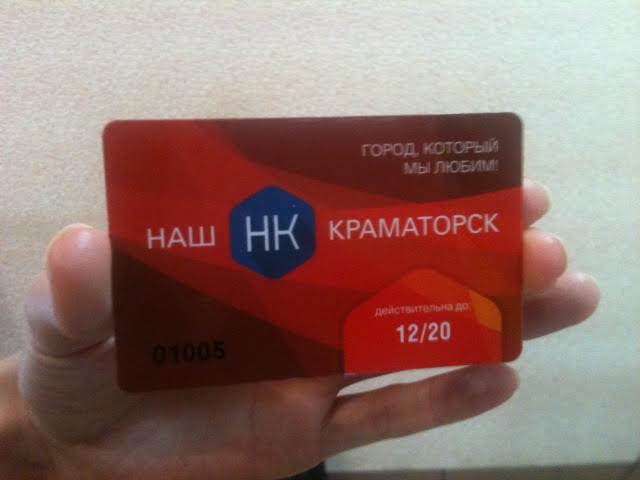 ГОРОД, КОТОРЫЙ
МЫ ЛЮБИМ!
НАШ НК КРАМАТОРСК
действительна до:
12/20
01005